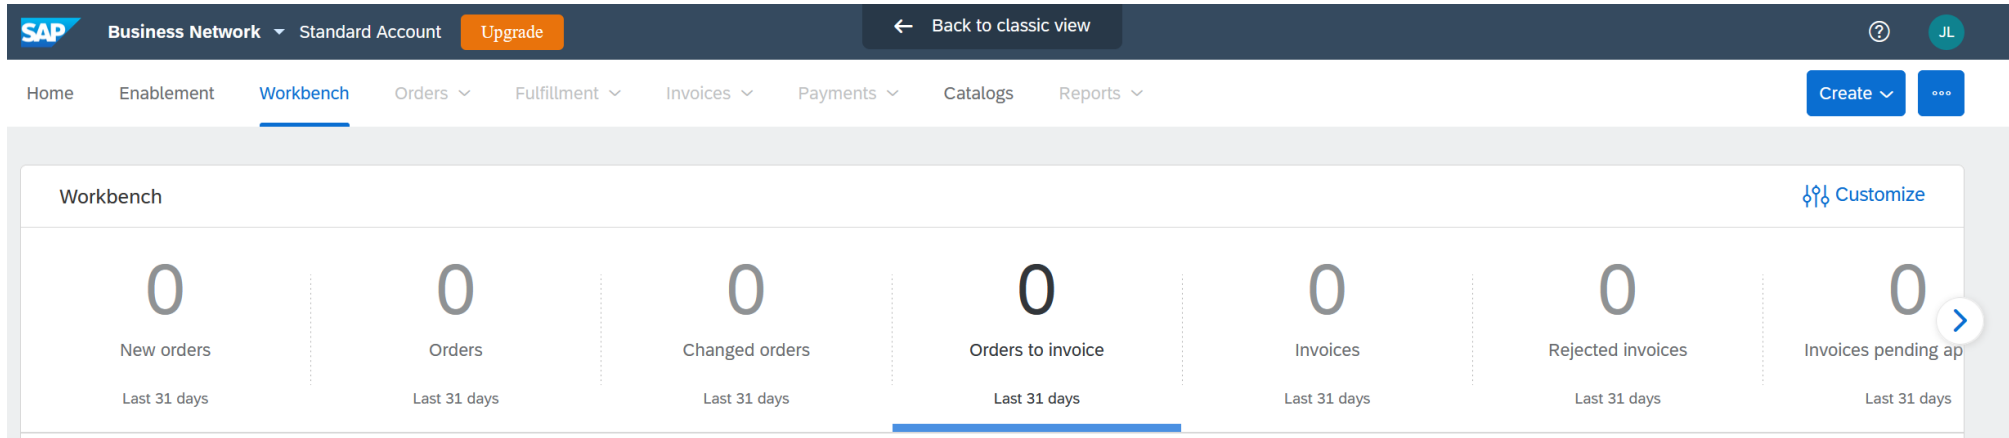 SAP Business Network Standard Account Upgrade Back to classic view JL
Home Enablement Workbench Orders Fulfillment Invoices Payments Catalogs Reports Create
Workbench Customize
0 0 0 0 0 0 0
New orders Orders Changed orders Orders to invoice Invoices Rejected invoices Invoices pending ap
Last 31 days Last 31 days Last 31 days Last 31 days Last 31 days Last 31 days Last 31 days